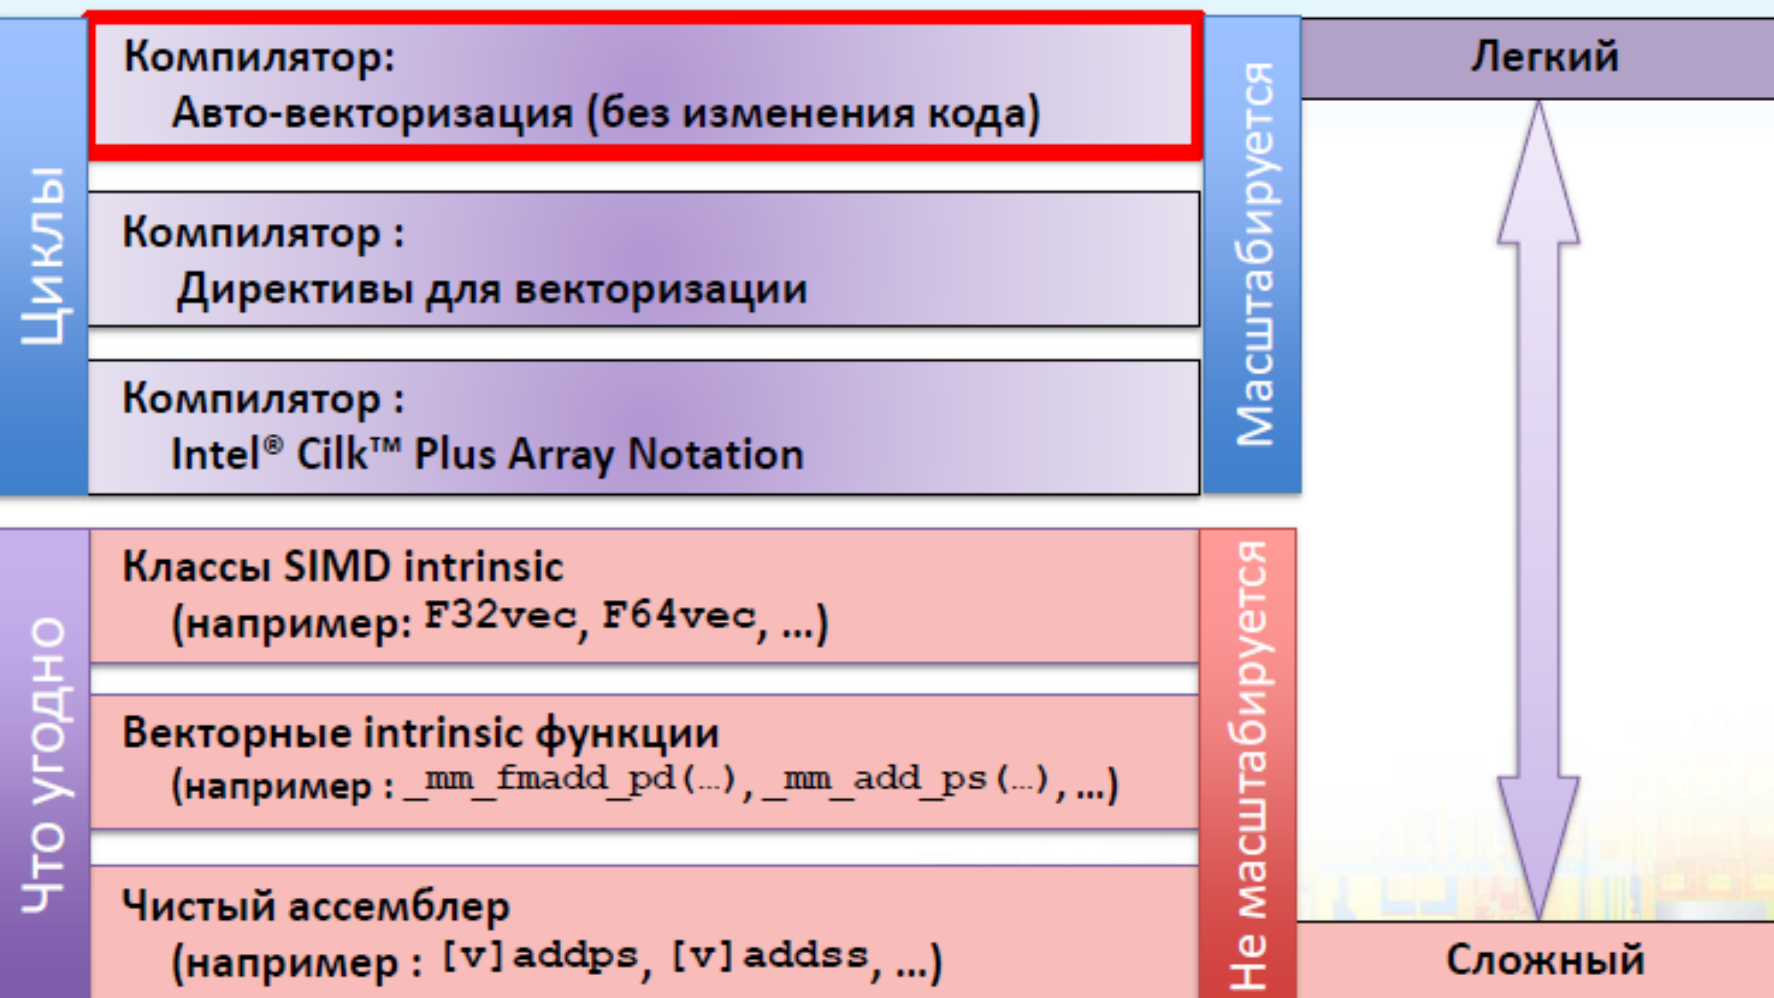 Циклы
Компилятор:
Авто-векторизация (без изменения кода)
Компилятор :
Директивы для векторизации
Компилятор :
Intel® Cilk™ Plus Array Notation
Масштабируется
Легкий
Что угодно
Классы SIMD intrinsic
(например: F32vec, F64vec, …)
Векторные intrinsic функции
(например : _mm_fmadd_pd(…), _mm_add_ps(…), …)
Чистый ассемблер
(например : [v]addps, [v]addss, …)
Не масштабируется
Сложный